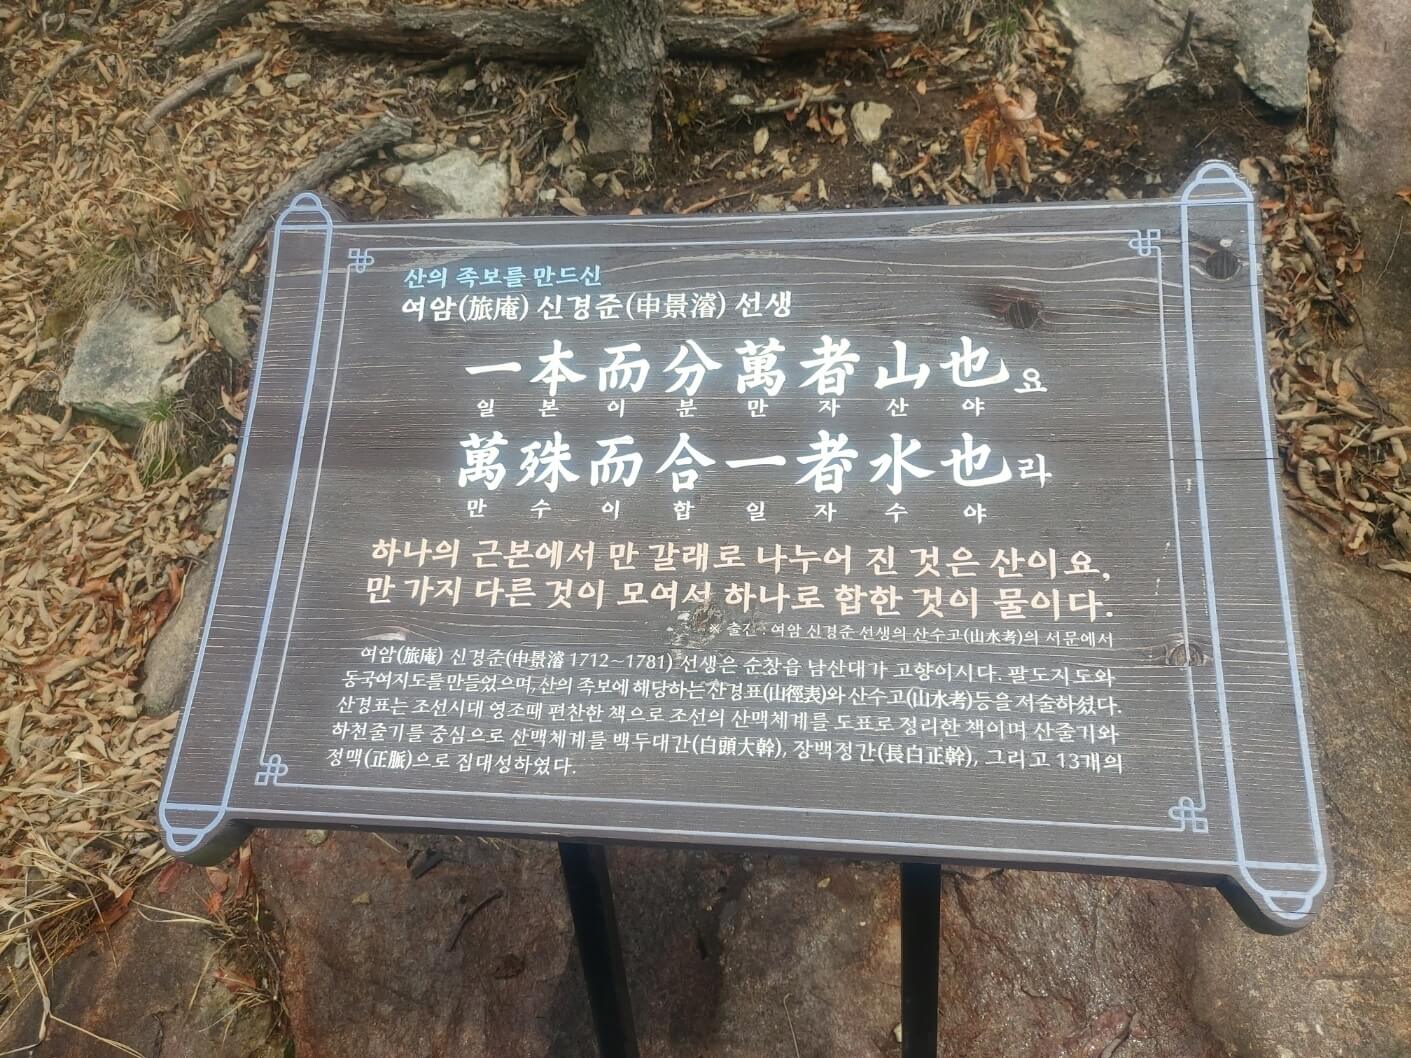 산의 족보를 만드신
여암(旅庵) 신경준(申景濬) 선생
一本而分萬者山也요
일 본 이 분 만 자 산 야
萬殊而合一者水也라
만 수 이 합 일 자 수 야
하나의 근본에서 만 갈래로 나누어 진 것은 산이요,
만 가지 다른 것이 모여서 하나로 합한 것이 물이다.
※ 출전 : 여암 신경준 선생의 산수고(山水考)의 서문에서
여암(旅庵) 신경준(申景濬 1712~1781) 선생은 순창읍 남산대가 고향이시다. 팔도지도와
동국여지도를 만들었으며, 산의 족보에 해당하는 산경표(山徑表)와 산수고(山水考)등을 저술하셨다.
산경표는 조선시대 영조때 편찬한 책으로 조선의 산맥체계를 도표로 정리한 책이며 산줄기와
하천줄기를 중심으로 산맥체계를 백두대간(白頭大幹), 장백정간(長白正幹), 그리고 13개의
정맥(正脈)으로 집대성하였다.